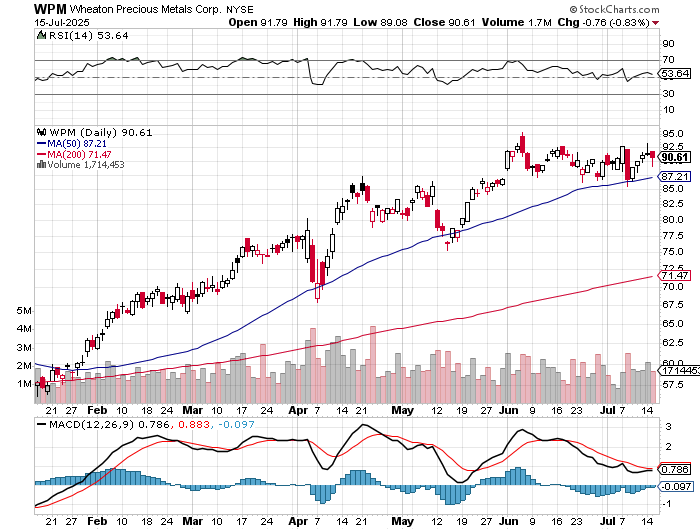 WPM Wheaton Precious Metals Corp. NYSE © StockCharts.com
15-Jul-2025 Open 91.79 High 91.79 Low 89.08 Close 90.61 Volume 1.7M Chg -0.76 (-0.83%)
RSI(14) 53.64
90
70
53.64
50
30
10
WPM (Daily) 90.61
MA(50) 87.21
MA(200) 71.47
Volume 1,714,453
95.0
92.5
90.61
87.21
85.0
82.5
80.0
77.5
75.0
72.5
71.47
70.0
65.0
62.5
60.0
57.5
5M
4M
3M
2M
1M
1714453
21 27 Feb 10 18 24 Mar 10 17 24 Apr 7 14 21 May 12 19 27 Jun 9 16 23 Jul 7 14
MACD(12,26,9) 0.786, 0.883, -0.097
3
2
1
0.786
-0.097
-1
21 27 Feb 10 18 24 Mar 10 17 24 Apr 7 14 21 May 12 19 27 Jun 9 16 23 Jul 7 14